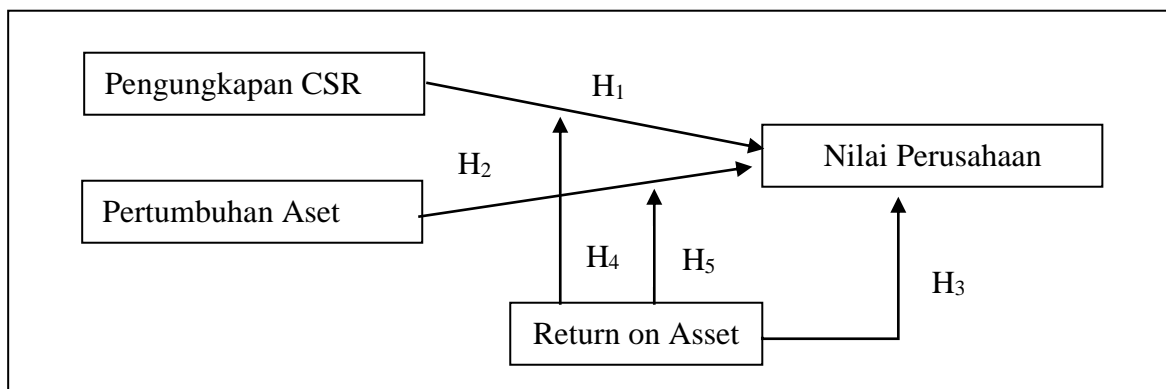 Pengungkapan CSR
H₁
Nilai Perusahaan
H₂
Pertumbuhan Aset
H₄
H₅
H₃
Return on Asset